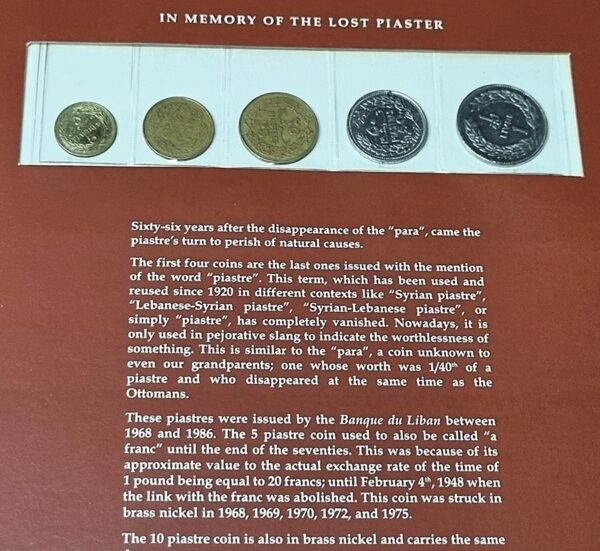 IN MEMORY OF THE LOST PIASTER
Sixty-six years after the disappearance of the "para", came the
piastre's turn to perish of natural causes.
The first four coins are the last ones issued with the mention
of the word "piastre". This term, which has been used and
reused since 1920 in different contexts like "Syrian piastre",
"Lebanese-Syrian piastre", "Syrian-Lebanese piastre", or
simply "piastre", has completely vanished. Nowadays, it is
only used in pejorative slang to indicate the worthlessness of
something. This is similar to the "para", a coin unknown to
even our grandparents; one whose worth was 1/40th of a
piastre and who disappeared at the same time as the
Ottomans.
These piastres were issued by the Banque du Liban between
1968 and 1986. The 5 piastre coin used to also be called "a
franc" until the end of the seventies. This was because of its
approximate value to the actual exchange rate of the time of
1 pound being equal to 20 francs; until February 4th, 1948 when
the link with the franc was abolished. This coin was struck in
brass nickel in 1968, 1969, 1970, 1972, and 1975.
The 10 piastre coin is also in brass nickel and carries the same